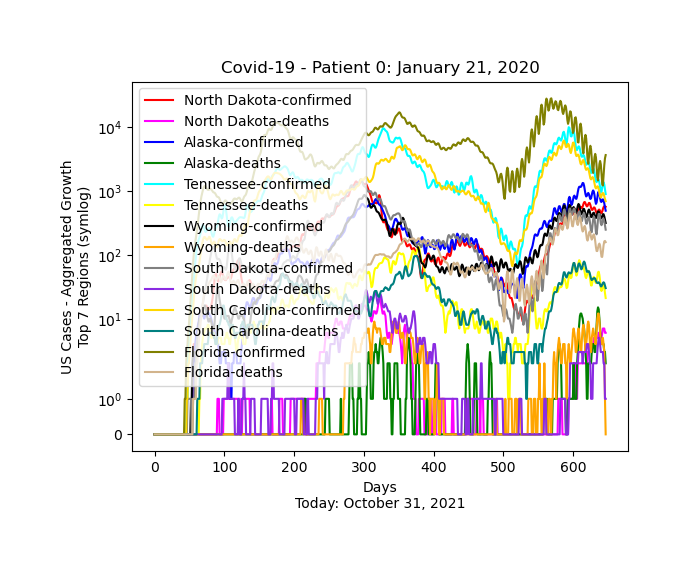 Covid-19 - Patient 0: January 21, 2020
US Cases - Aggregated Growth
Top 7 Regions (symlog)
10^4
10^3
10^2
10^1
10^0
0
North Dakota-confirmed
North Dakota-deaths
Alaska-confirmed
Alaska-deaths
Tennessee-confirmed
Tennessee-deaths
Wyoming-confirmed
Wyoming-deaths
South Dakota-confirmed
South Dakota-deaths
South Carolina-confirmed
South Carolina-deaths
Florida-confirmed
Florida-deaths
0 100 200 300 400 500 600
Days
Today: October 31, 2021